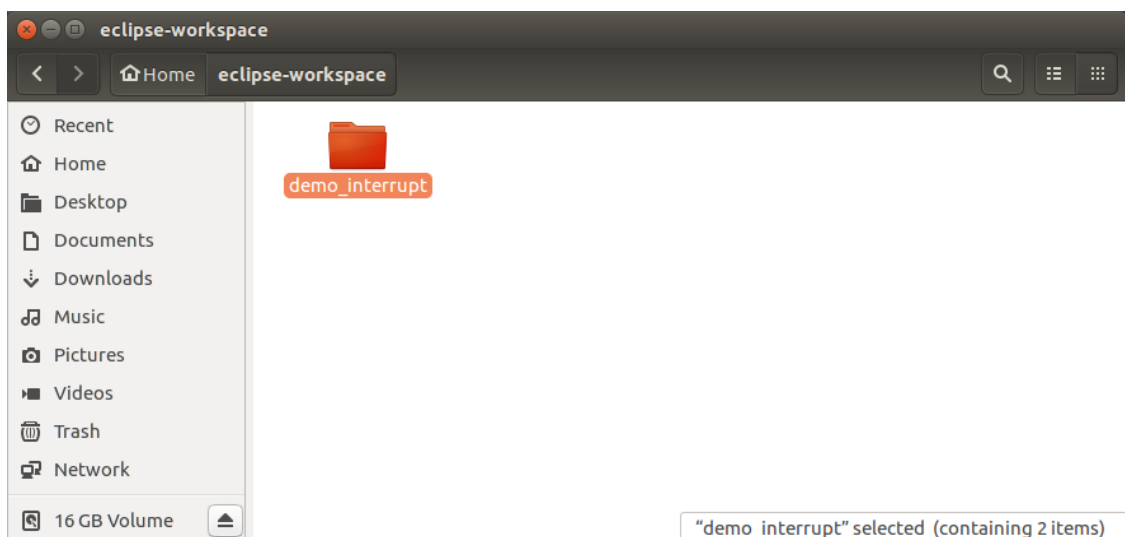 eclipse-workspace
Home eclipse-workspace
Recent
Home
Desktop
Documents
Downloads
Music
Pictures
Videos
Trash
Network
16 GB Volume
demo_interrupt
“demo_interrupt” selected (containing 2 items)